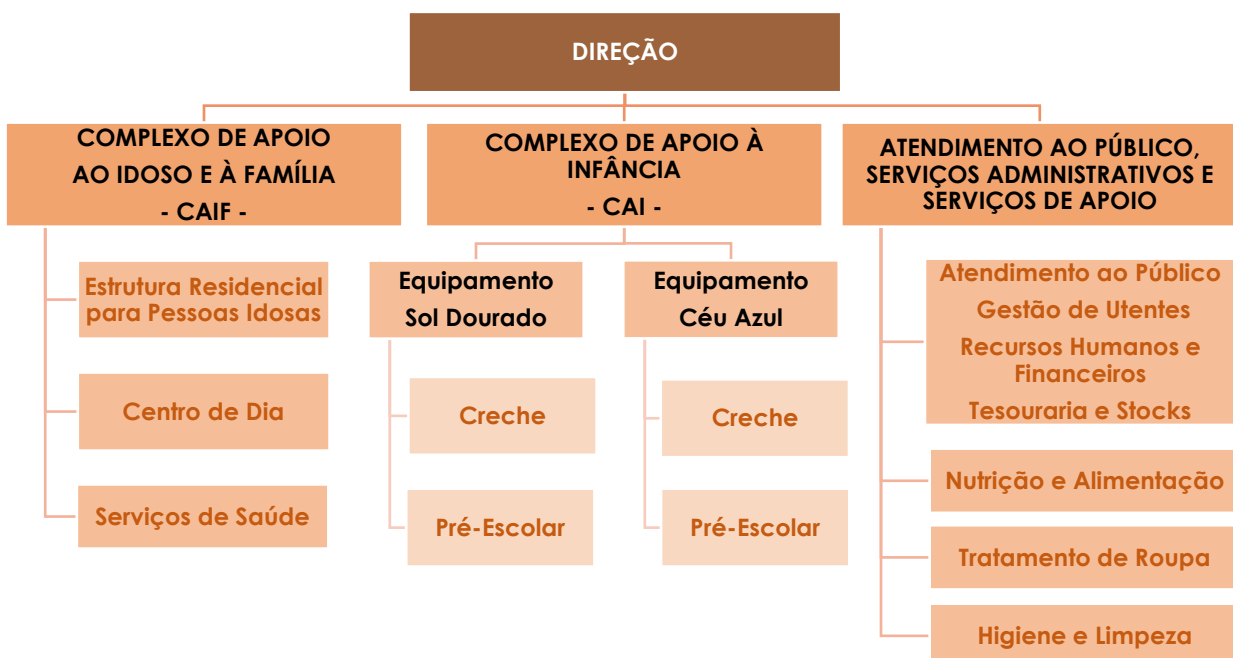 DIREÇÃO
COMPLEXO DE APOIO
AO IDOSO E À FAMÍLIA
- CAIF -
COMPLEXO DE APOIO À
INFÂNCIA
- CAI -
ATENDIMENTO AO PÚBLICO,
SERVIÇOS ADMINISTRATIVOS E
SERVIÇOS DE APOIO
Estrutura Residencial
para Pessoas Idosas
Centro de Dia
Serviços de Saúde
Equipamento
Sol Dourado
Creche
Pré-Escolar
Equipamento
Céu Azul
Creche
Pré-Escolar
Atendimento ao Público
Gestão de Utentes
Recursos Humanos e
Financeiros
Tesouraria e Stocks
Nutrição e Alimentação
Tratamento de Roupa
Higiene e Limpeza